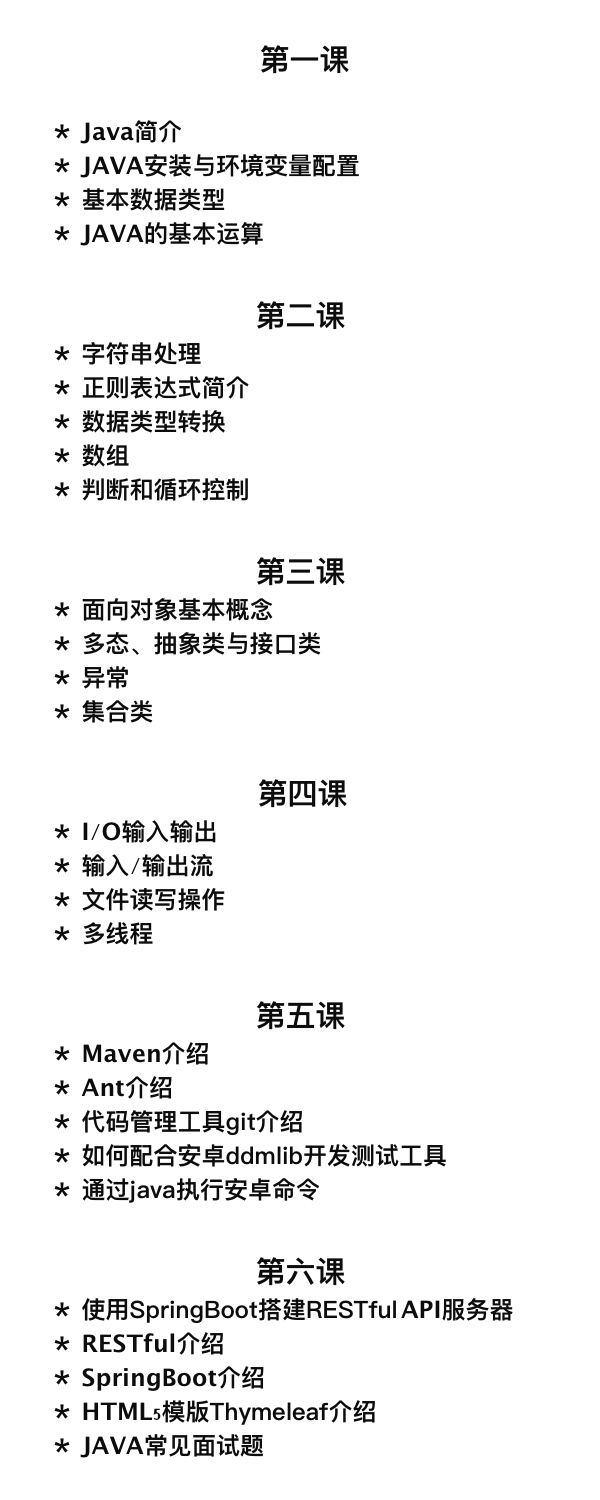 第一课
* Java简介
* JAVA安装与环境变量配置
* 基本数据类型
* JAVA的基本运算
第二课
* 字符串处理
* 正则表达式简介
* 数据类型转换
* 数组
* 判断和循环控制
第三课
* 面向对象基本概念
* 多态、抽象类与接口类
* 异常
* 集合类
第四课
* I/O输入输出
* 输入/输出流
* 文件读写操作
* 多线程
第五课
* Maven介绍
* Ant介绍
* 代码管理工具git介绍
* 如何配合安卓ddmlib开发测试工具
* 通过java执行安卓命令
第六课
* 使用SpringBoot搭建RESTful API服务器
* RESTful介绍
* SpringBoot介绍
* HTML5模版Thymeleaf介绍
* JAVA常见面试题